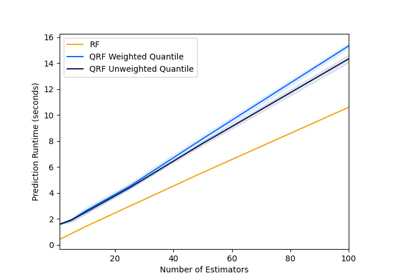 16
14
12
10
8
6
4
2
0
Prediction Runtime (seconds)
RF
QRF Weighted Quantile
QRF Unweighted Quantile
20
40
60
80
100
Number of Estimators